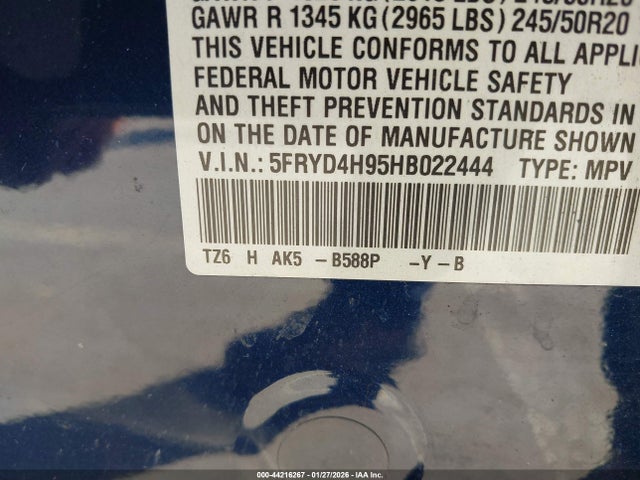 GAWR R 1345 KG (2965 LBS) 245/50R20
THIS VEHICLE CONFORMS TO ALL
FEDERAL MOTOR VEHICLE SAFETY
AND THEFT PREVENTION STANDARDS IN
ON THE DATE OF MANUFACTURE SHOWN
V.I.N.: 5FRYD4H95HB022444 TYPE: MPV
TZ6 H AK5 -B588P -Y-B
000-44216267 - 01/27/2026 - IAA Inc.